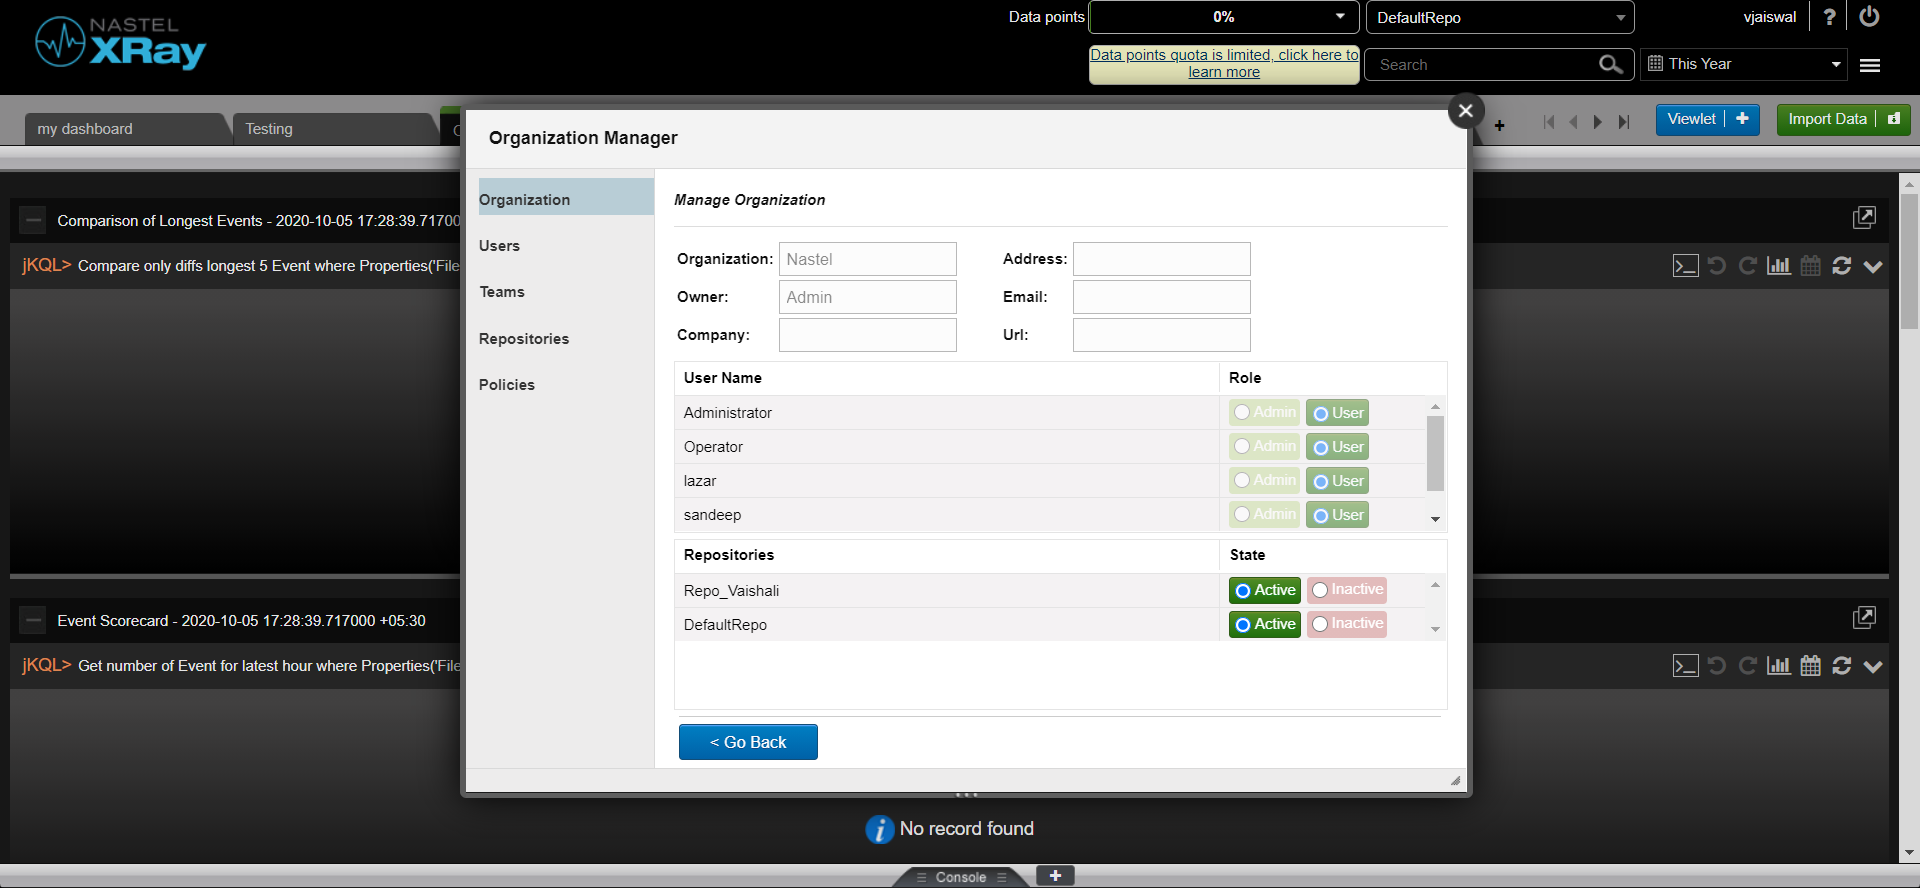 NASTEL
XRay
Data points
0%
DefaultRepo
vjaiswal
?
Data points quota is limited, click here to
learn more
Search
This Year
my dashboard
Testing
C
+
Viewlet +
Import Data
Organization Manager
Organization
Users
Teams
Repositories
Policies
Manage Organization
Organization: Nastel
Address:
Owner: Admin
Email:
Company:
Url:
User Name Role
Administrator Admin User
Operator Admin User
lazar Admin User
sandeep Admin User
Repositories State
Repo_Vaishali Active Inactive
DefaultRepo Active Inactive
< Go Back
Comparison of Longest Events - 2020-10-05 17:28:39.717000
jKQL> Compare only diffs longest 5 Event where Properties('File
Event Scorecard - 2020-10-05 17:28:39.717000 +05:30
jKQL> Get number of Event for latest hour where Properties('File
No record found
Console
+